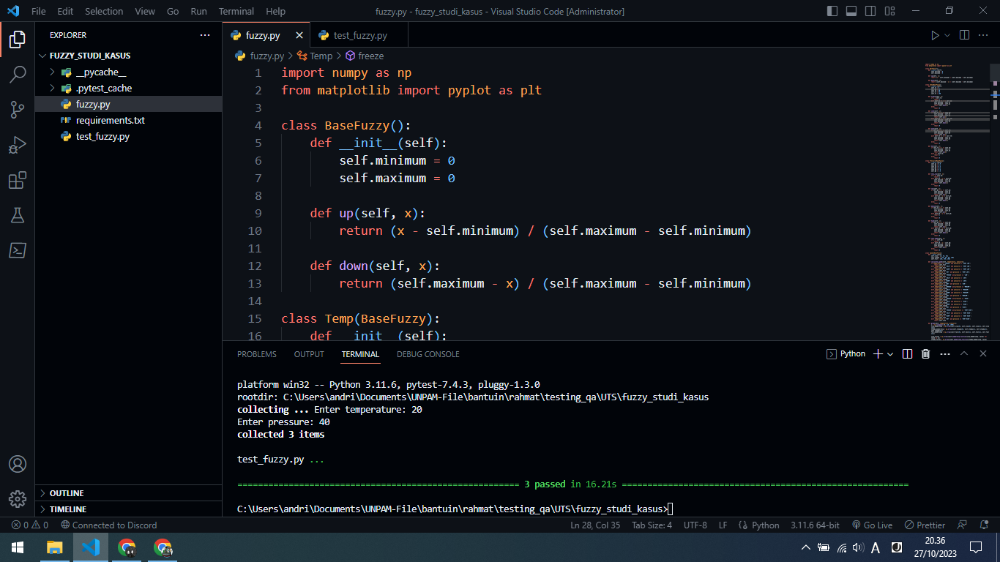 File Edit Selection View Go Run Terminal Help fuzzy.py - fuzzy_studi_kasus - Visual Studio Code [Administrator]
EXPLORER
FUZZY_STUDI_KASUS
__pycache__
.pytest_cache
fuzzy.py
requirements.txt
test_fuzzy.py
OUTLINE
TIMELINE
fuzzy.py test_fuzzy.py
fuzzy.py > Temp > freeze
1 import numpy as np
2 from matplotlib import pyplot as plt
3
4 class BaseFuzzy():
5 def __init__(self):
6 self.minimum = 0
7 self.maximum = 0
8
9 def up(self, x):
10 return (x - self.minimum) / (self.maximum - self.minimum)
11
12 def down(self, x):
13 return (self.maximum - x) / (self.maximum - self.minimum)
14
15 class Temp(BaseFuzzy):
16 def __init__(self):
PROBLEMS OUTPUT TERMINAL DEBUG CONSOLE Python
platform win32 -- Python 3.11.6, pytest-7.4.3, pluggy-1.3.0
rootdir: C:\Users\andri\Documents\UNPAM-File\bantuin\rahmat\testing_qa\UTS\fuzzy_studi_kasus
collecting ... Enter temperature: 20
Enter pressure: 40
collected 3 items
test_fuzzy.py ...
3 passed in 16.21s
C:\Users\andri\Documents\UNPAM-File\bantuin\rahmat\testing_qa\UTS\fuzzy_studi_kasus>
0 0 Connected to Discord Ln 28, Col 35 Tab Size: 4 UTF-8 LF Python 3.11.6 64-bit Go Live Prettier
A 20.36
27/10/2023